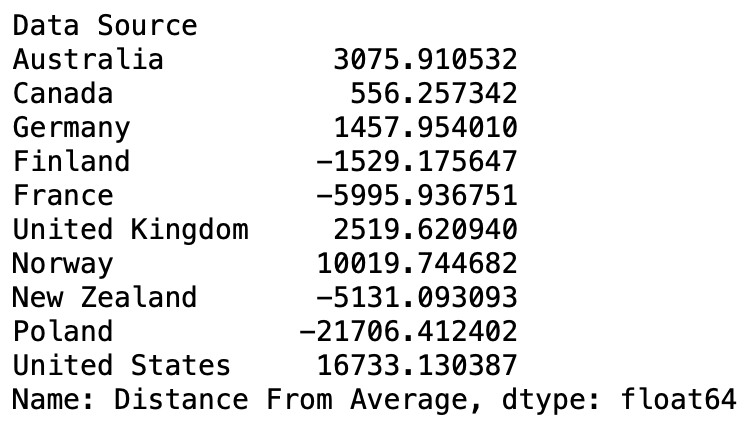 Data Source
Australia          3075.910532
Canada              556.257342
Germany            1457.954010
Finland           -1529.175647
France            -5995.936751
United Kingdom     2519.620940
Norway            10019.744682
New Zealand       -5131.093093
Poland           -21706.412402
United States     16733.130387
Name: Distance From Average, dtype: float64